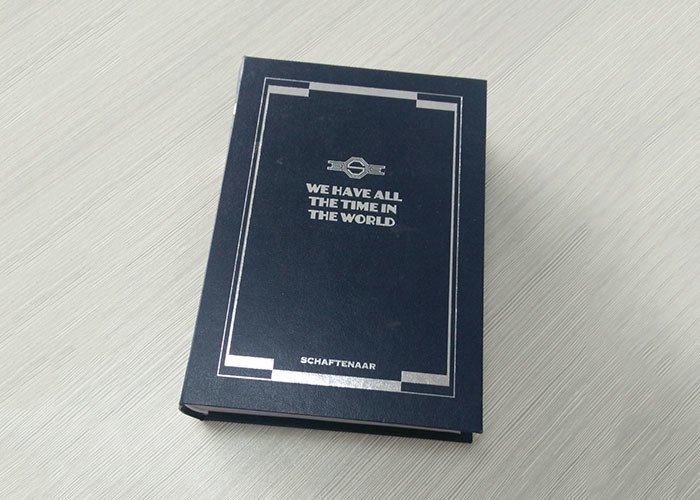 S
WE HAVE ALL
THE TIME IN
THE WORLD
SCHAFTENAAR